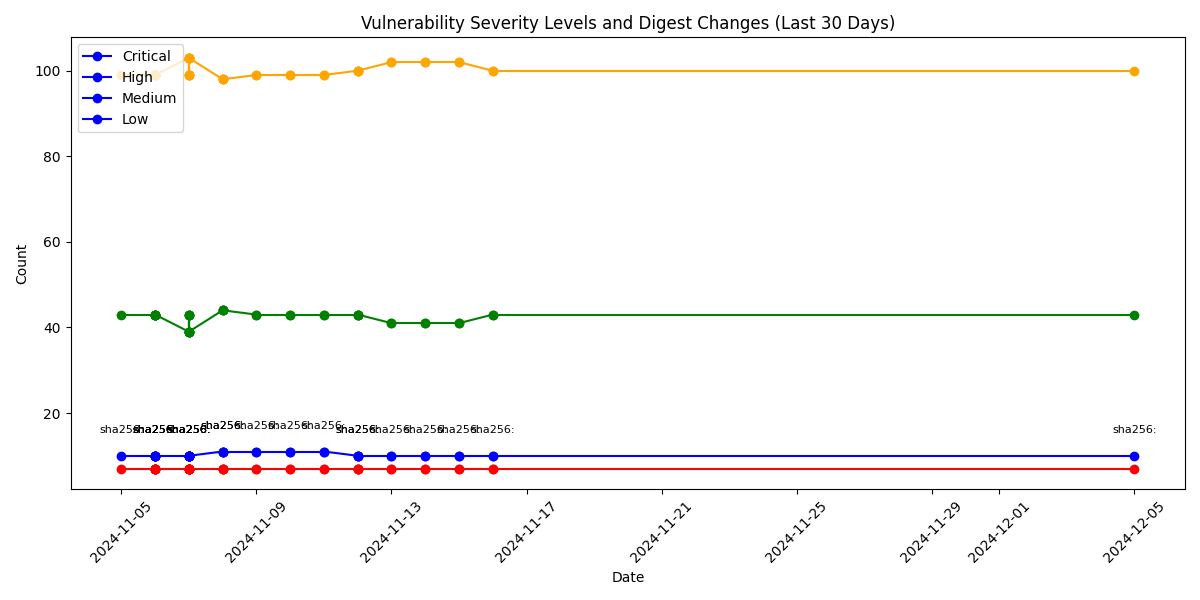 Vulnerability Severity Levels and Digest Changes (Last 30 Days)
Critical
High
Medium
Low
100
80
60
40
20
Count
sha256: sha256: sha256: sha256: sha256: sha256: sha256: sha256: sha256: sha256: sha256: sha256: sha256:
2024-11-05 2024-11-09 2024-11-13 2024-11-17 2024-11-21 2024-11-25 2024-11-29 2024-12-01 2024-12-05
Date